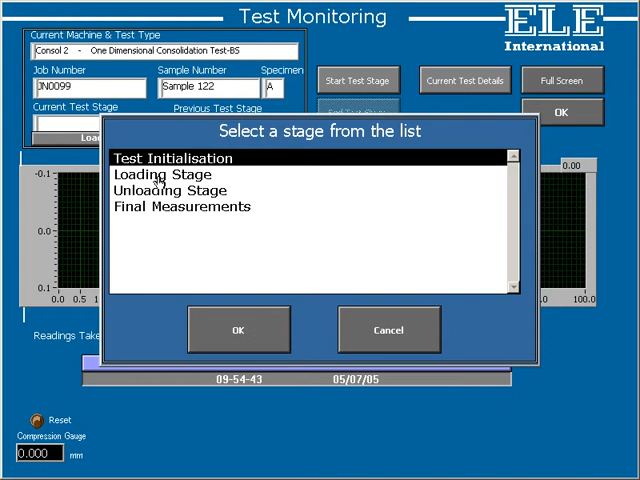 Test Monitoring
ELE
International
Current Machine & Test Type
Consol 2 - One Dimensional Consolidation Test-BS
Job Number Sample Number Specimen
JN0099 Sample 122 A
Start Test Stage Current Test Details Full Screen
Current Test Stage Previous Test Stage
OK
Select a stage from the list
Test Initialisation
Loading Stage
Unloading Stage
Final Measurements
OK Cancel
0.00
-0.1
0.0
0.1
0.0 0.5 100.0
Readings Take
09-54-43 05/07/05
Reset
Compression Gauge
0.000 mm